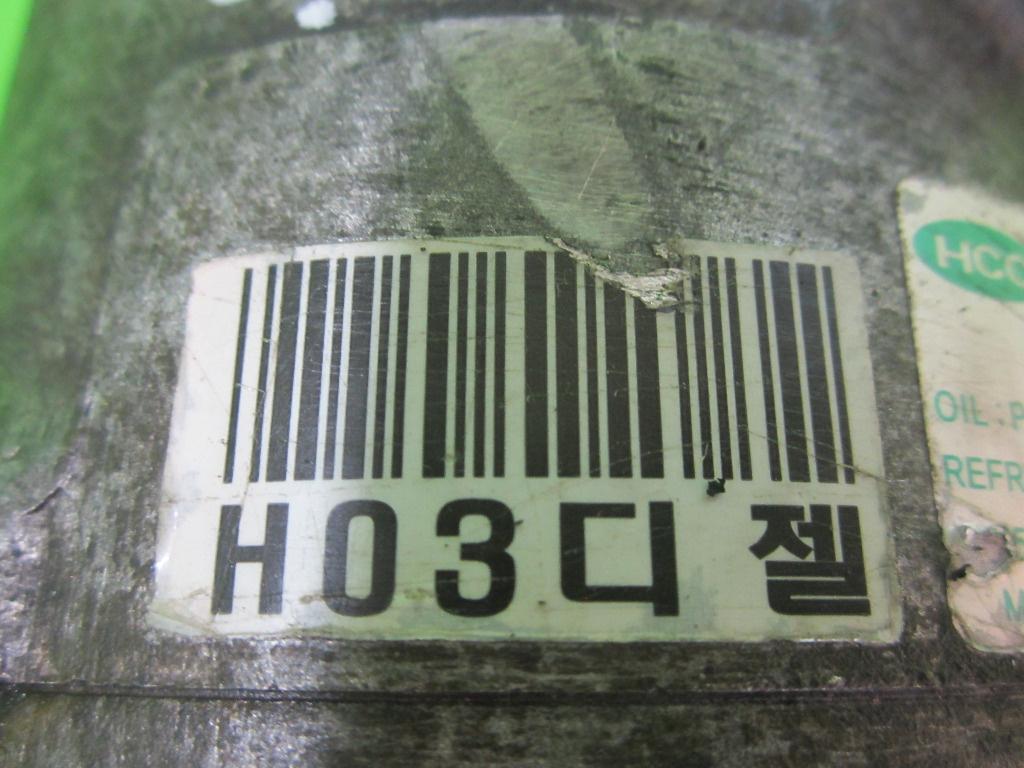 H03디젤
HCC
OIL : P
REFR